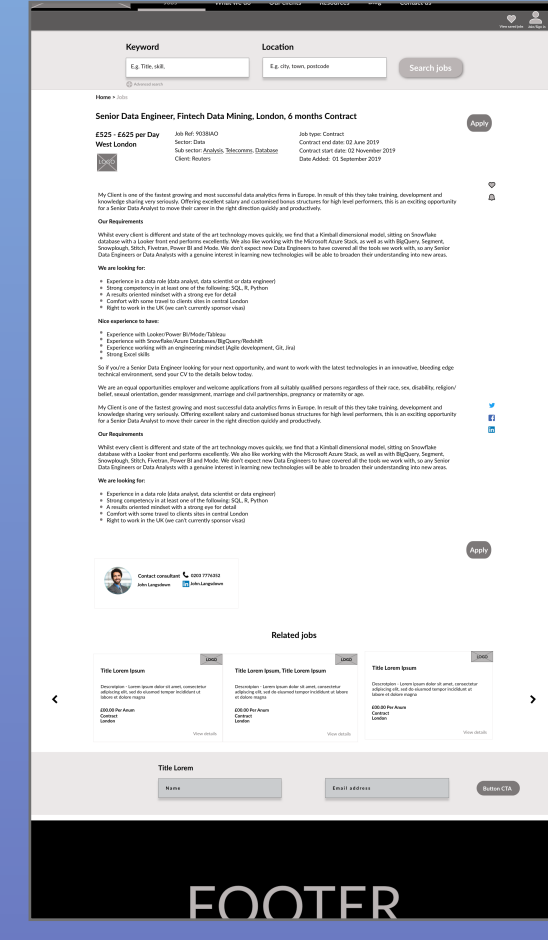 Jobs
What we do
Our clients
Resources
Blog
Contact us
View saved jobs
Keyword
Location
E.g. Title, skill,
E.g. city, town, postcode
Search jobs
Advanced search
Home > Jobs
Senior Data Engineer, Fintech Data Mining, London, 6 months Contract
Apply
£525 - £625 per Day
West London
LOGO
Job Ref: 9038IAO
Sector: Data
Sub sector: Analysis, Telecomms, Database
Client: Reuters
Job type: Contract
Contract end date: 02 June 2019
Contract start date: 02 November 2019
Date Added: 01 September 2019
My Client is one of the fastest growing and most successful data analytics firms in Europe. In result of this they take training, development and
knowledge sharing very seriously. Offering excellent salary and customised bonus structures for high level performers, this is an exciting opportunity
for a Senior Data Analyst to move their career in the right direction quickly and productively.
Our Requirements
Whilst every client is different and state of the art technology moves quickly, we find that a Kimball dimensional model, sitting on Snowflake
database with a Looker front end performs excellently. We also like working with the Microsoft Azure Stack, as well as with BigQuery, Segment,
Snowplough, Stitch, Fivetran, Power BI and Mode. We don't expect new Data Engineers to have covered all the tools we work with, so any Senior
Data Engineers or Data Analysts with a genuine interest in learning new technologies will be able to broaden their understanding into new areas.
We are looking for:
Experience in a data role (data analyst, data scientist or data engineer)
Strong competency in at least one of the following: SQL, R, Python
A results oriented mindset with a strong eye for detail
Comfort with some travel to clients sites in central London
Right to work in the UK (we can't currently sponsor visas)
Nice experience to have:
Experience with Looker/Power BI/Mode/Tableau
Experience with Snowflake/Azure Databases/BigQuery/Redshift
Experience working with an engineering mindset (Agile development, Git, Jira)
Strong Excel skills
So if you're a Senior Data Engineer looking for your next opportunity, and want to work with the latest technologies in an innovative, bleeding edge
technical environment, send your CV to the details below today.
We are an equal opportunities employer and welcome applications from all suitably qualified persons regardless of their race, sex, disability, religion/
belief, sexual orientation, gender reassignment, marriage and civil partnerships, pregnancy or maternity or age.
My Client is one of the fastest growing and most successful data analytics firms in Europe. In result of this they take training, development and
knowledge sharing very seriously. Offering excellent salary and customised bonus structures for high level performers, this is an exciting opportunity
for a Senior Data Analyst to move their career in the right direction quickly and productively.
Our Requirements
Whilst every client is different and state of the art technology moves quickly, we find that a Kimball dimensional model, sitting on Snowflake
database with a Looker front end performs excellently. We also like working with the Microsoft Azure Stack, as well as with BigQuery, Segment,
Snowplough, Stitch, Fivetran, Power BI and Mode. We don't expect new Data Engineers to have covered all the tools we work with, so any Senior
Data Engineers or Data Analysts with a genuine interest in learning new technologies will be able to broaden their understanding into new areas.
We are looking for:
Experience in a data role (data analyst, data scientist or data engineer)
Strong competency in at least one of the following: SQL, R, Python
A results oriented mindset with a strong eye for detail
Comfort with some travel to clients sites in central London
Right to work in the UK (we can't currently sponsor visas)
Apply
Contact consultant
John Langsdown
0203 7776352
John.Langsdown
Related jobs
LOGO
Title Lorem Ipsum
Descrotpion - Lorem ipsum dolor sit amet, consectetur
adipiscing elit, sed do eiusmod tempor incididunt ut
labore et dolore magna
£00.00 Per Anum
Contract
London
View details
LOGO
Title Lorem Ipsum, Title Lorem Ipsum
Descrotpion - Lorem ipsum dolor sit amet, consectetur
adipiscing elit, sed do eiusmod tempor incididunt ut
labore et dolore magna
£00.00 Per Anum
Contract
London
View details
LOGO
Title Lorem Ipsum
Descrotpion - Lorem ipsum dolor sit amet, consectetur
adipiscing elit, sed do eiusmod tempor incididunt ut
labore et dolore magna
£00.00 Per Anum
Contract
London
View details
Title Lorem
Name
Email address
Button CTA
FOOTER